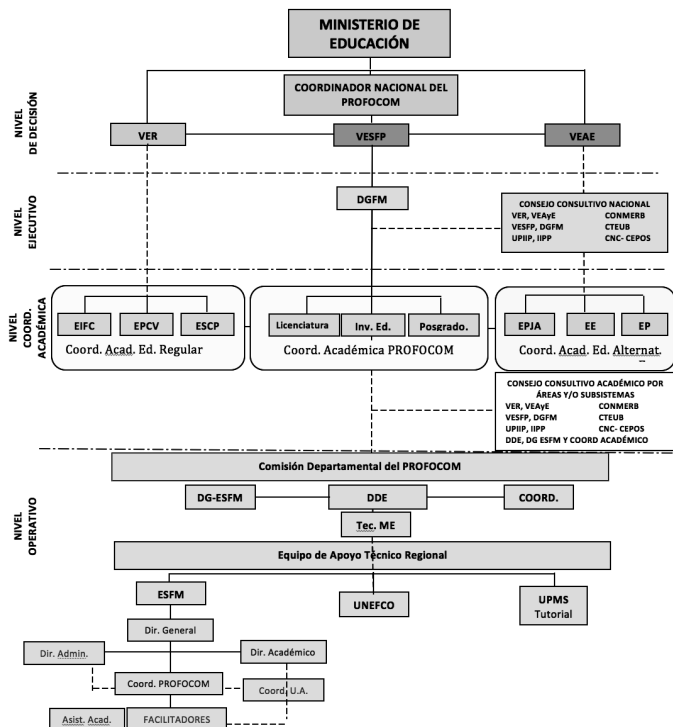 MINISTERIO DE
EDUCACIÓN
COORDINADOR NACIONAL DEL
PROFOCOM
NIVEL
DE DECISIÓN
VER
VESFP
VEAE
NIVEL
EJECUTIVO
DGFM
CONSEJO CONSULTIVO NACIONAL
VER, VEAyE CONMERB
VESFP, DGFM CTEUB
UPIIP, IIPP CNC- CEPOS
NIVEL
COORD.
ACADÉMICA
EIFC
EPCV
ESCP
Coord. Acad. Ed. Regular
Licenciatura
Inv. Ed.
Posgrado.
Coord. Académica PROFOCOM
EPJA
EE
EP
Coord. Acad. Ed. Alternat.
CONSEJO CONSULTIVO ACADÉMICO POR
ÁREAS Y/O SUBSISTEMAS
VER, VEAyE CONMERB
VESFP, DGFM CTEUB
UPIIP, IIPP CNC- CEPOS
DDE, DG ESFM Y COORD ACADÉMICO
NIVEL
OPERATIVO
Comisión Departamental del PROFOCOM
DG-ESFM
DDE
COORD.
Tec. ME
Equipo de Apoyo Técnico Regional
ESFM
UNEFCO
UPMS
Tutorial
Dir. General
Dir. Admin.
Dir. Académico
Coord. PROFOCOM
Coord. U.A.
Asist. Acad.
FACILITADORES